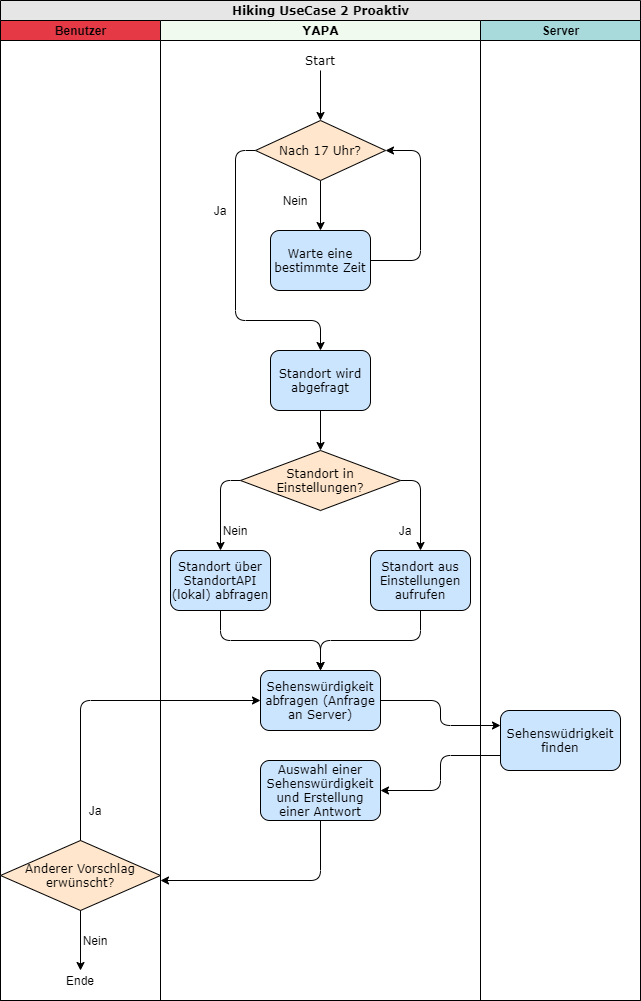 Hiking UseCase 2 Proaktiv
Benutzer
YAPA
Server
Start
Nach 17 Uhr?
Nein
Ja
Warte eine
bestimmte Zeit
Standort wird
abgefragt
Standort in
Einstellungen?
Nein
Ja
Standort über
StandortAPI
(lokal) abfragen
Standort aus
Einstellungen
aufrufen
Sehenswürdigkeit
abfragen (Anfrage
an Server)
Sehenswüdrigkeit
finden
Auswahl einer
Sehenswürdigkeit
und Erstellung
einer Antwort
Ja
Anderer Vorschlag
erwünscht?
Nein
Ende